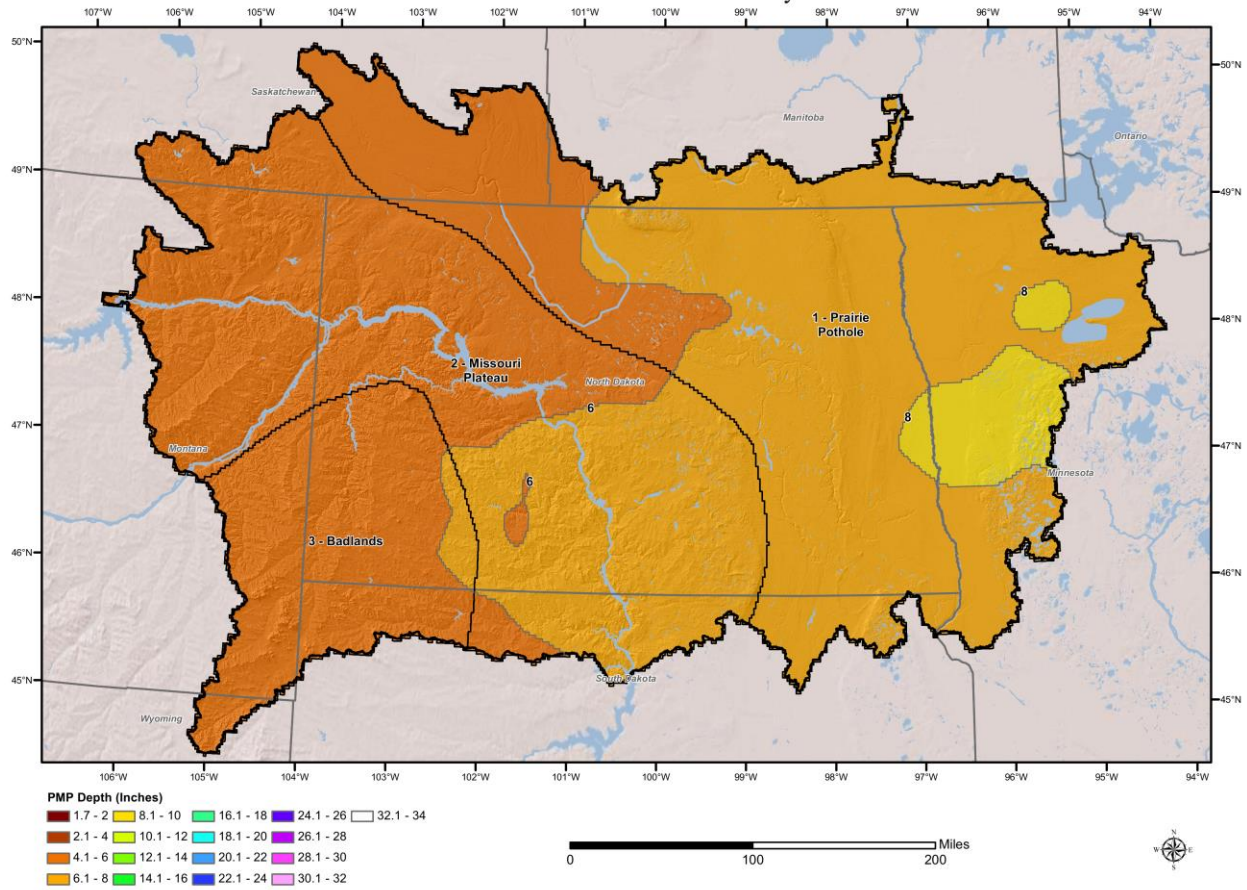 107°W 106°W 105°W 104°W 103°W 102°W 101°W 100°W 99°W 98°W 97°W 96°W 95°W 94°W
50°N 50°N
Saskatchewan
Manitoba
Ontario
49°N 49°N
48°N 48°N
8
1 - Prairie
Pothole
2 - Missouri
Plateau
North Dakota
6
8
47°N 47°N
Montana
Minnesota
6
3 - Badlands
46°N 46°N
45°N 45°N
South Dakota
Wyoming
106°W 105°W 104°W 103°W 102°W 101°W 100°W 99°W 98°W 97°W 96°W 95°W 94°W
PMP Depth (Inches)
1.7 - 2 8.1 - 10 16.1 - 18 24.1 - 26 32.1 - 34
2.1 - 4 10.1 - 12 18.1 - 20 26.1 - 28
4.1 - 6 12.1 - 14 20.1 - 22 28.1 - 30
6.1 - 8 14.1 - 16 22.1 - 24 30.1 - 32
Miles
0 100 200
N
W E
S